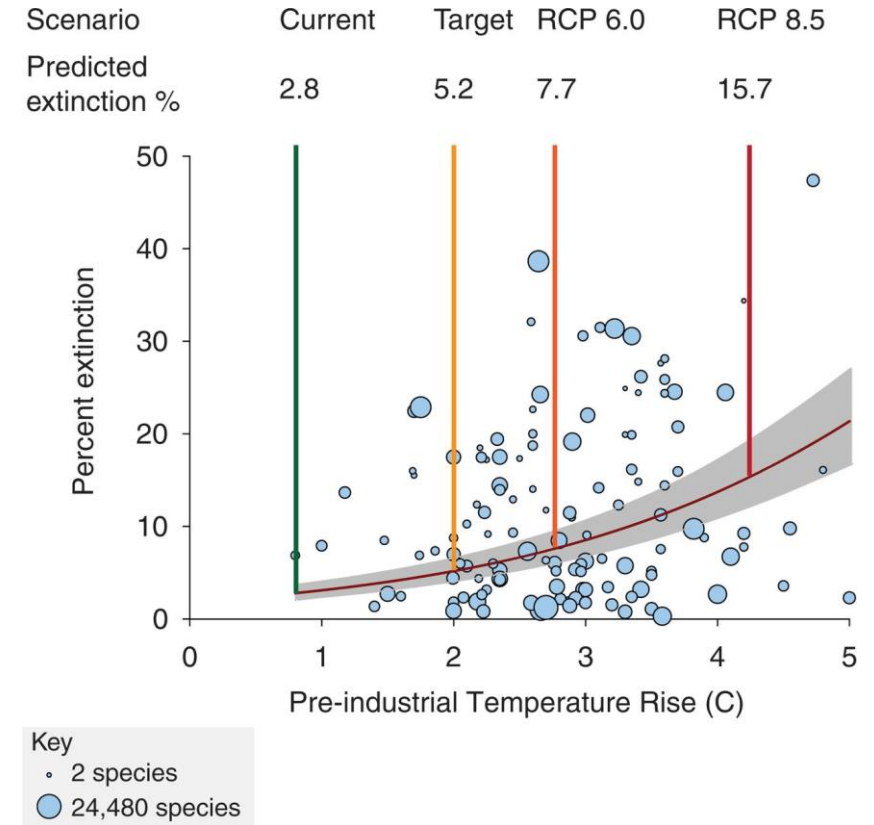 Scenario Current Target RCP 6.0 RCP 8.5
Predicted
extinction % 2.8 5.2 7.7 15.7
50
40
30
20
10
0
Percent extinction
0 1 2 3 4 5
Pre-industrial Temperature Rise (C)
Key
2 species
24,480 species